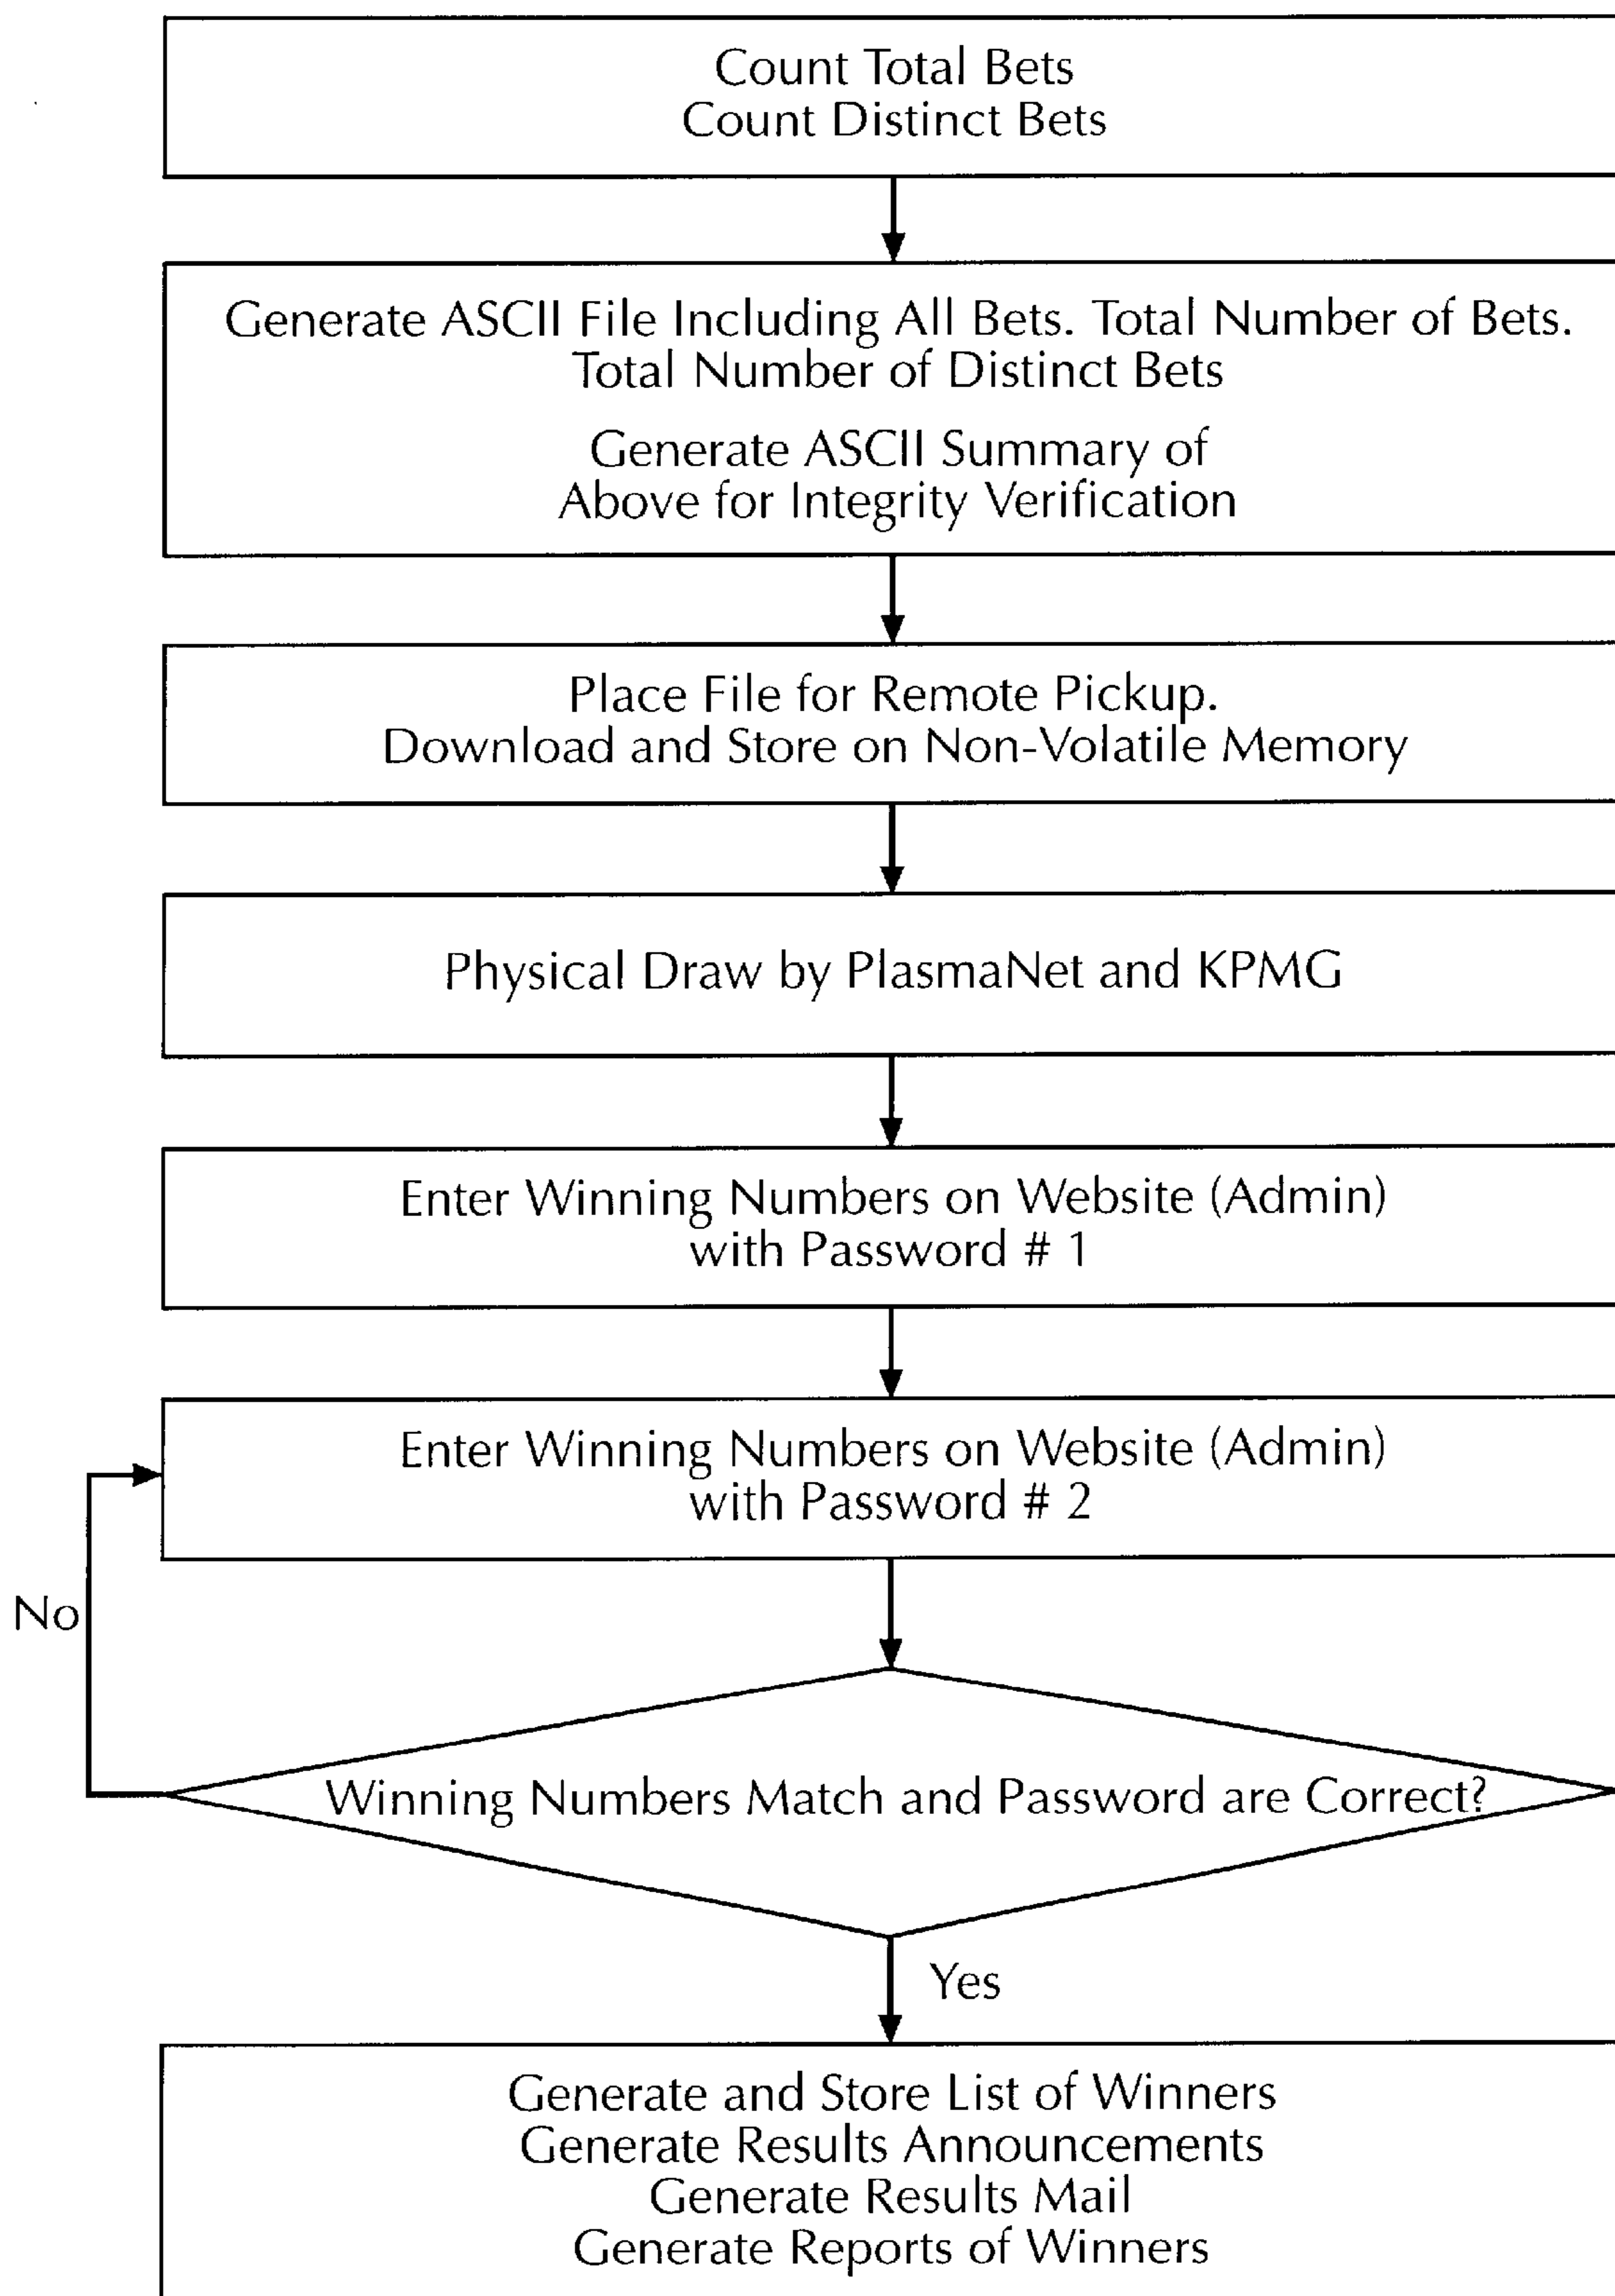 Count Total Bets
Count Distinct Bets
Generate ASCII File Including All Bets. Total Number of Bets.
Total Number of Distinct Bets
Generate ASCII Summary of
Above for Integrity Verification
Place File for Remote Pickup.
Download and Store on Non-Volatile Memory
Physical Draw by PlasmaNet and KPMG
Enter Winning Numbers on Website (Admin)
with Password # 1
Enter Winning Numbers on Website (Admin)
with Password # 2
No
Winning Numbers Match and Password are Correct?
Yes
Generate and Store List of Winners
Generate Results Announcements
Generate Results Mail
Generate Reports of Winners